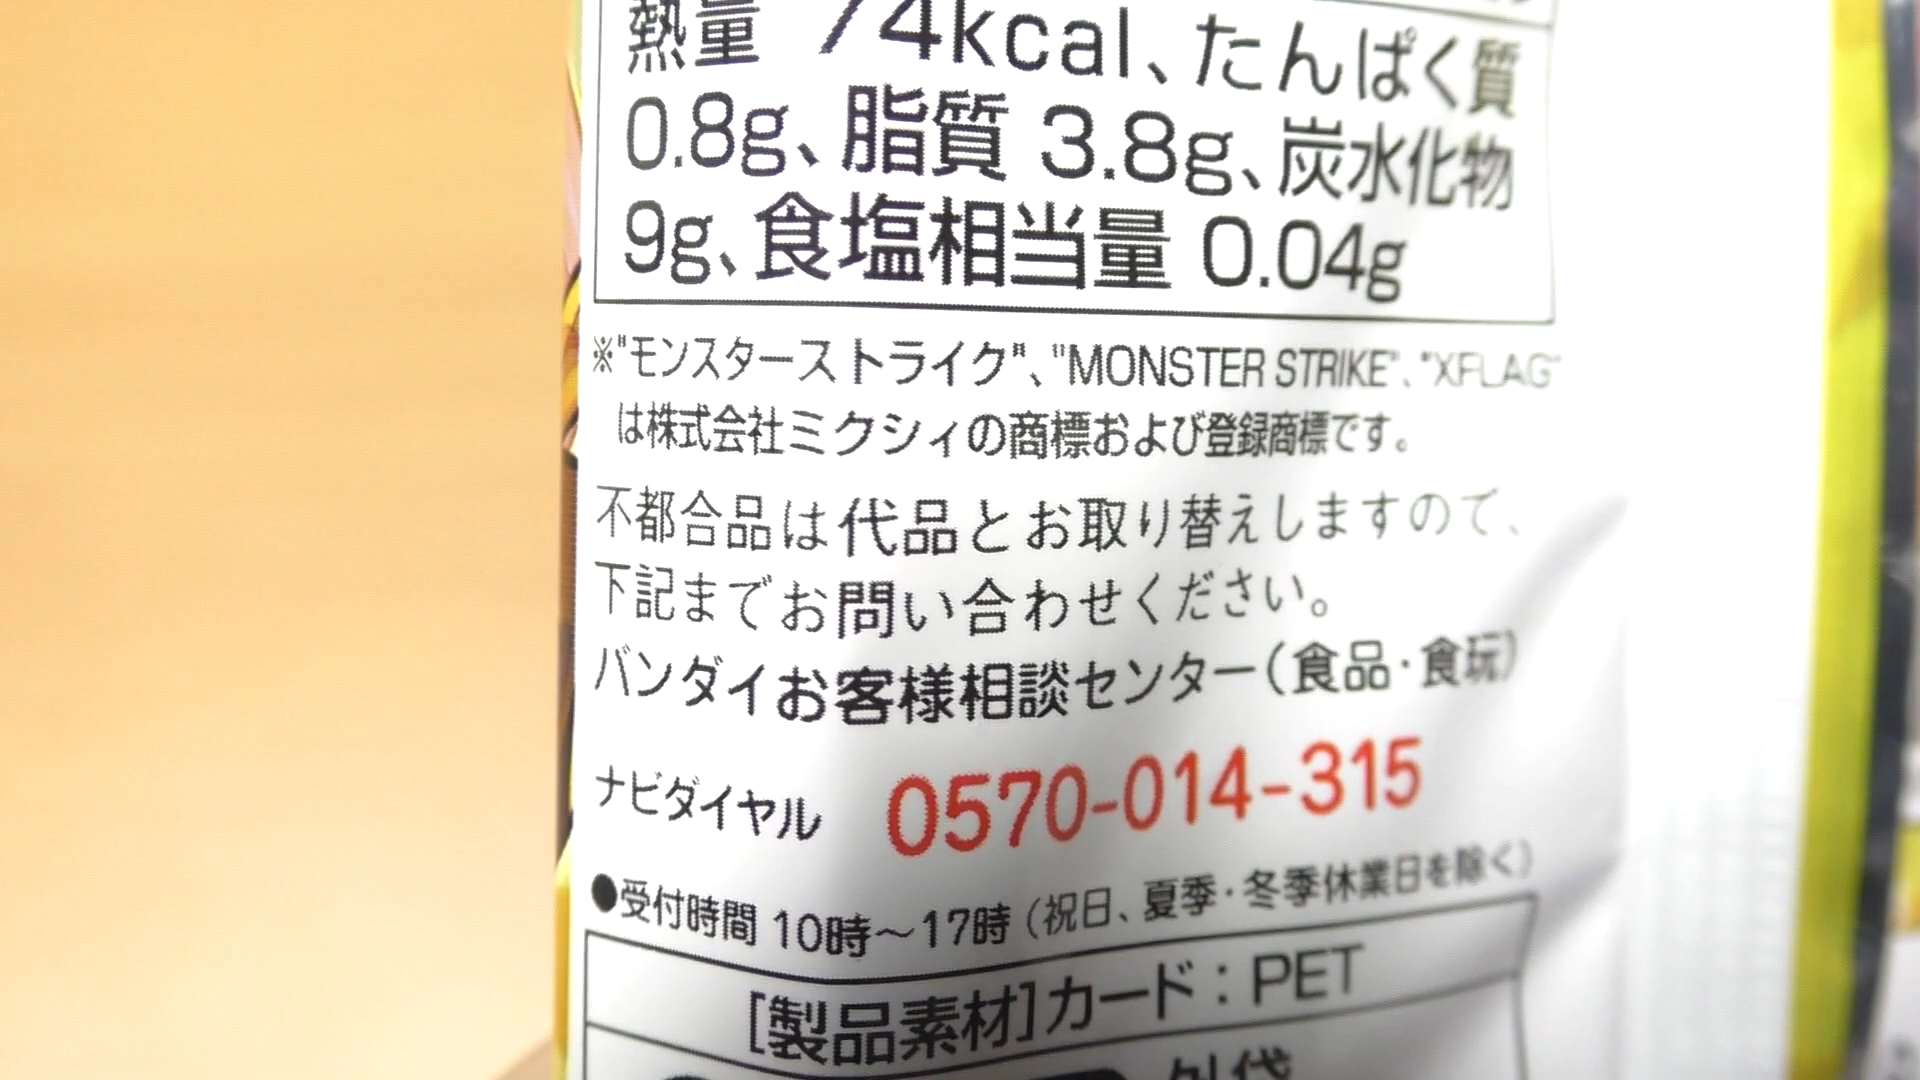 熱量 74kcal、たんぱく質
0.8g、脂質 3.8g、炭水化物
9g、食塩相当量 0.04g
※"モンスターストライク"、"MONSTER STRIKE"、"XFLAG"
は株式会社ミクシィの商標および登録商標です。
不都合品は代品とお取り替えしますので、
下記までお問い合わせください。
バンダイお客様相談センター(食品・食玩)
ナビダイヤル 0570-014-315
●受付時間 10時～17時 (祝日、夏季・冬季休業日を除く)
[製品素材]カード:PET
外袋